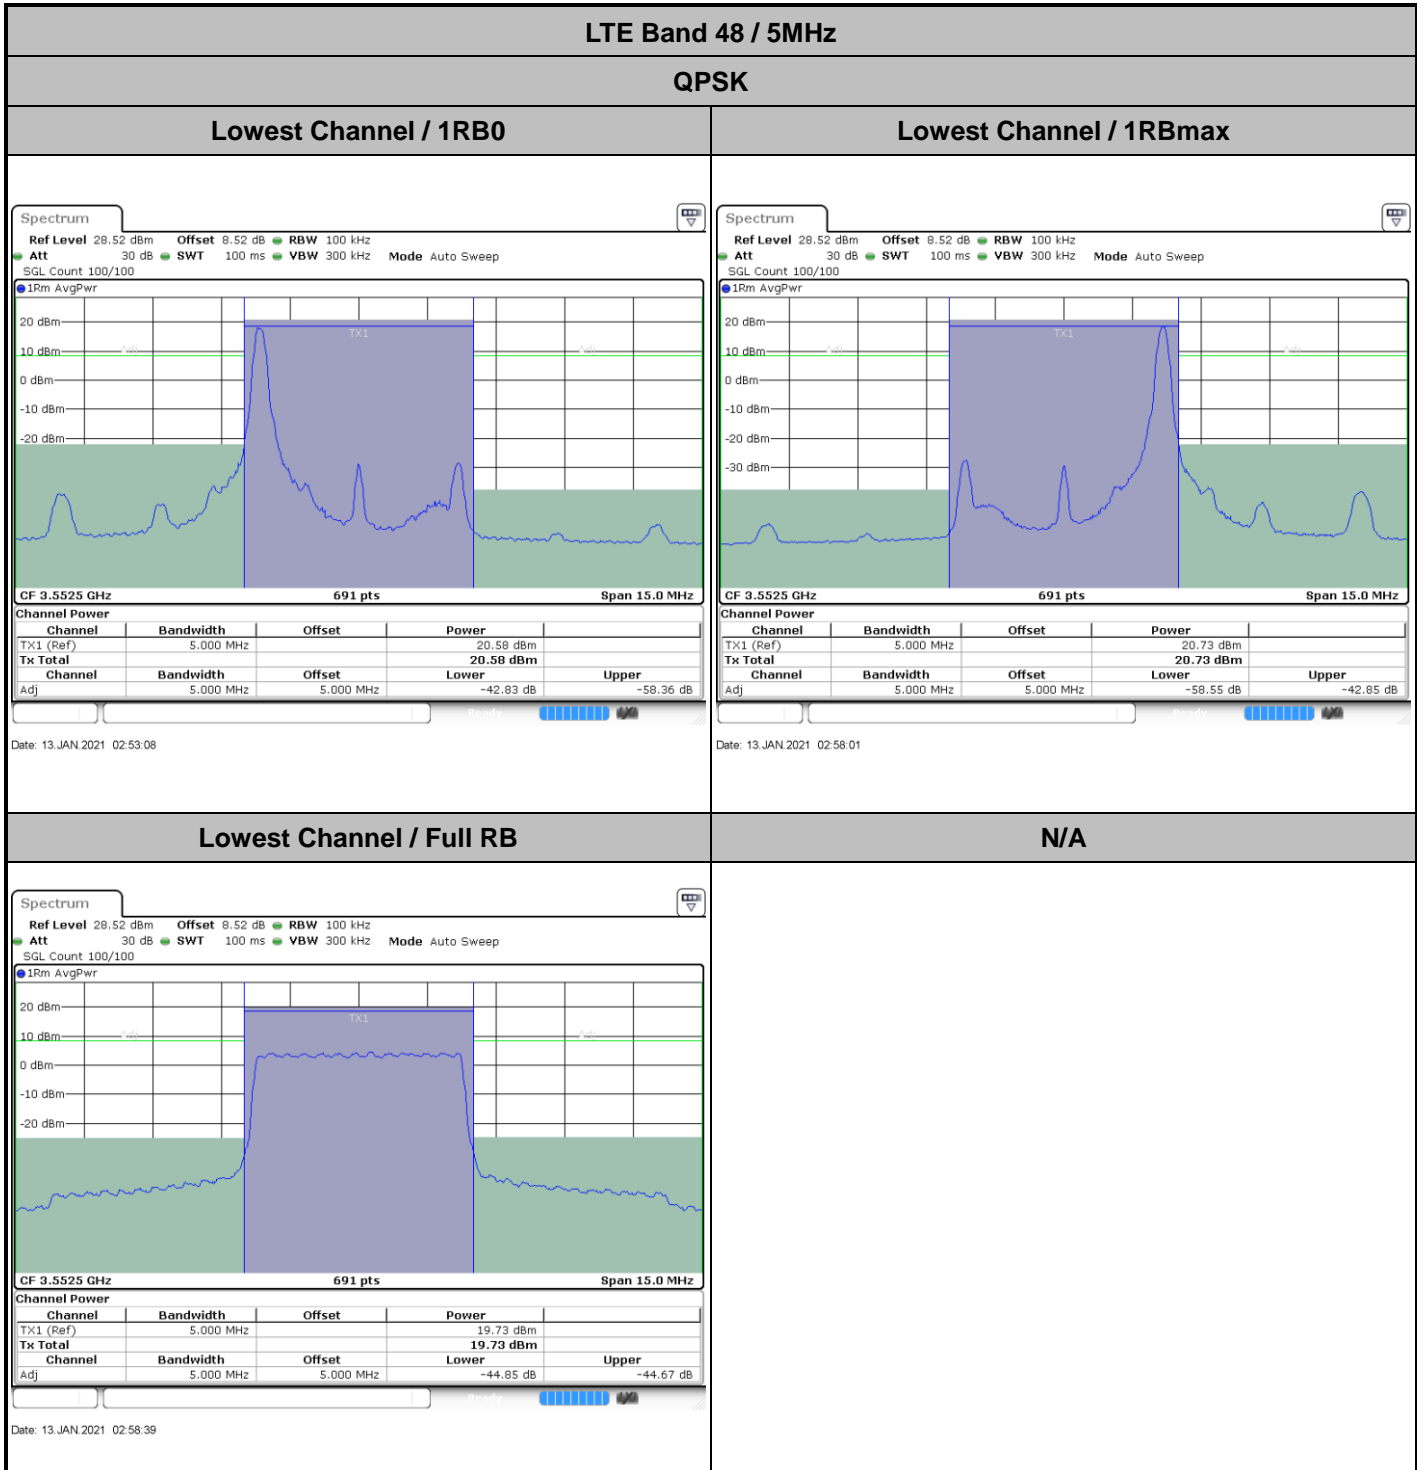 LTE Band 48 / 5MHz
QPSK
Lowest Channel / 1RB0
Lowest Channel / 1RBmax
Spectrum
Ref Level 28.52 dBm Offset 8.52 dB RBW 100 kHz
Att 30 dB SWT 100 ms VBW 300 kHz Mode Auto Sweep
SGL Count 100/100
1Rm AvgPwr
20 dBm
TX1
10 dBm
Adj
Adj
0 dBm
-10 dBm
-20 dBm
CF 3.5525 GHz 691 pts Span 15.0 MHz
Channel Power
Channel Bandwidth Offset Power
TX1 (Ref) 5.000 MHz 20.58 dBm
Tx Total 20.58 dBm
Channel Bandwidth Offset Lower Upper
Adj 5.000 MHz 5.000 MHz -42.83 dB -58.36 dB
Ready
Date: 13.JAN.2021 02:53:08
Spectrum
Ref Level 28.52 dBm Offset 8.52 dB RBW 100 kHz
Att 30 dB SWT 100 ms VBW 300 kHz Mode Auto Sweep
SGL Count 100/100
1Rm AvgPwr
20 dBm
TX1
10 dBm
Adj
Adj
0 dBm
-10 dBm
-20 dBm
-30 dBm
CF 3.5525 GHz 691 pts Span 15.0 MHz
Channel Power
Channel Bandwidth Offset Power
TX1 (Ref) 5.000 MHz 20.73 dBm
Tx Total 20.73 dBm
Channel Bandwidth Offset Lower Upper
Adj 5.000 MHz 5.000 MHz -58.55 dB -42.85 dB
Ready
Date: 13.JAN.2021 02:58:01
Lowest Channel / Full RB
N/A
Spectrum
Ref Level 28.52 dBm Offset 8.52 dB RBW 100 kHz
Att 30 dB SWT 100 ms VBW 300 kHz Mode Auto Sweep
SGL Count 100/100
1Rm AvgPwr
20 dBm
TX1
10 dBm
Adj
Adj
0 dBm
-10 dBm
-20 dBm
CF 3.5525 GHz 691 pts Span 15.0 MHz
Channel Power
Channel Bandwidth Offset Power
TX1 (Ref) 5.000 MHz 19.73 dBm
Tx Total 19.73 dBm
Channel Bandwidth Offset Lower Upper
Adj 5.000 MHz 5.000 MHz -44.85 dB -44.67 dB
Ready
Date: 13.JAN.2021 02:58:39